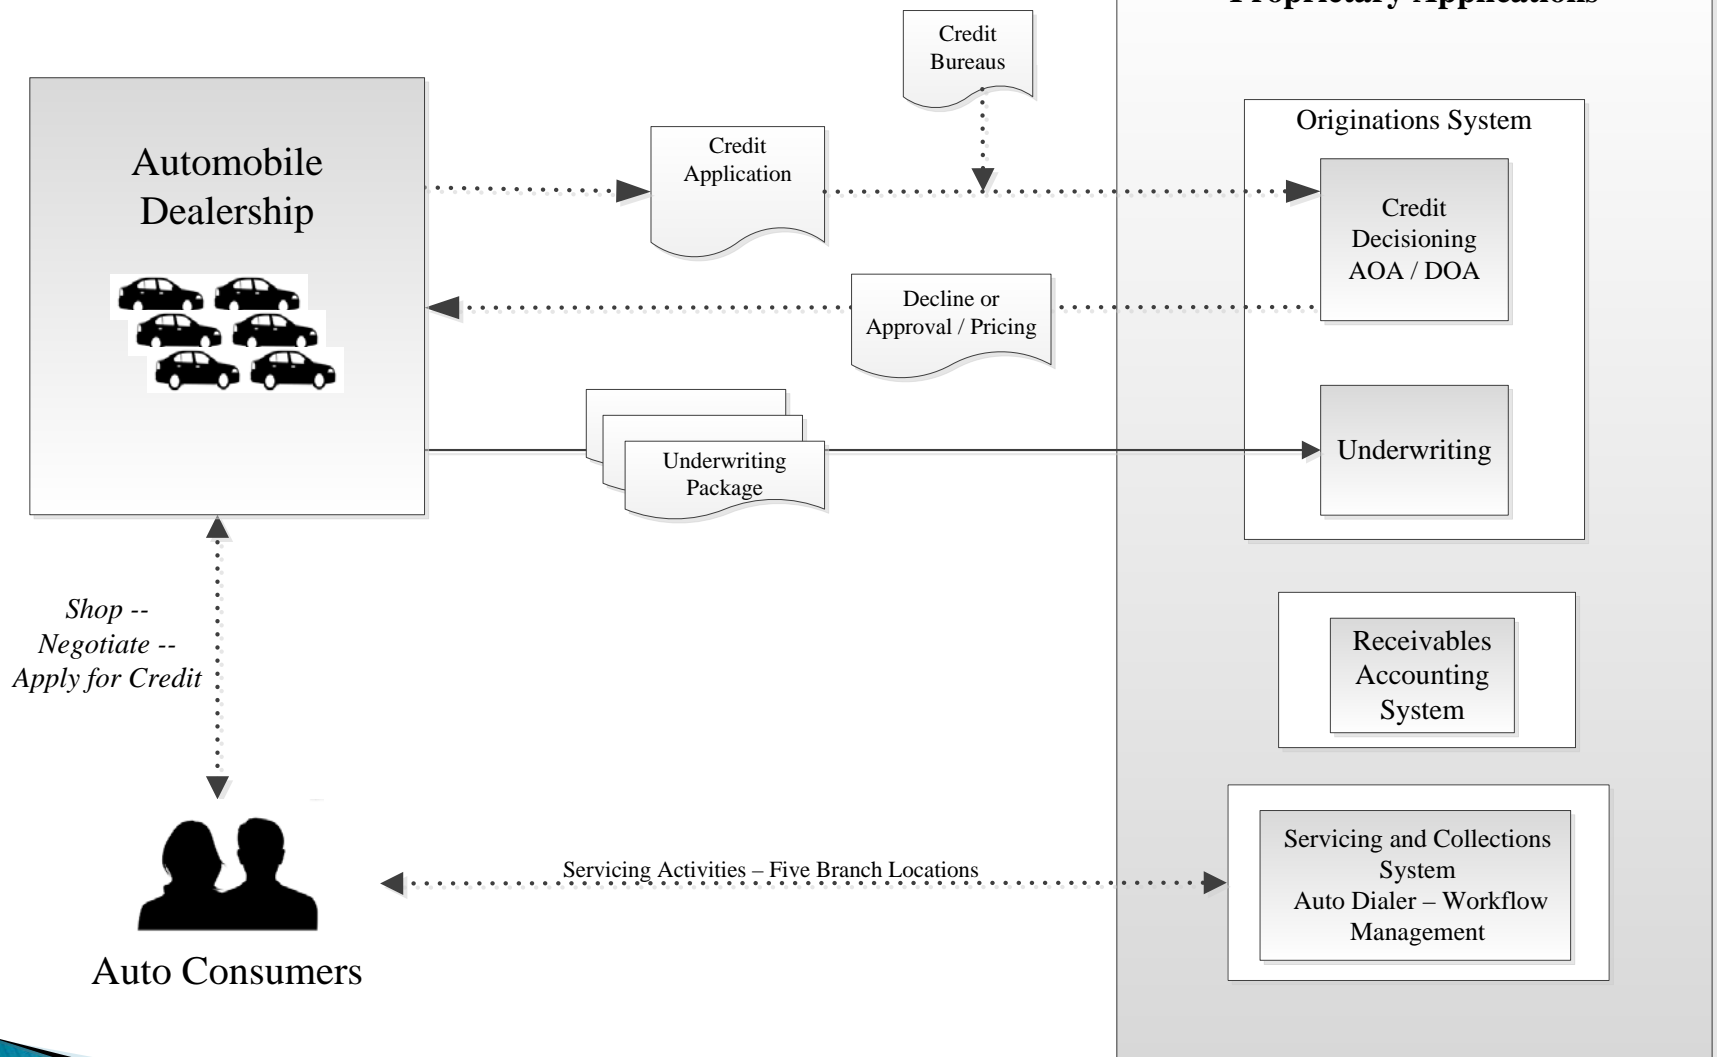 Proprietary Applications
Credit
Bureaus
Automobile
Dealership
Credit
Application
Originations System
Credit
Decisioning
AOA / DOA
Decline or
Approval / Pricing
Underwriting
Package
Underwriting
Shop --
Negotiate --
Apply for Credit
Receivables
Accounting
System
Servicing Activities – Five Branch Locations
Servicing and Collections
System
Auto Dialer – Workflow
Management
Auto Consumers